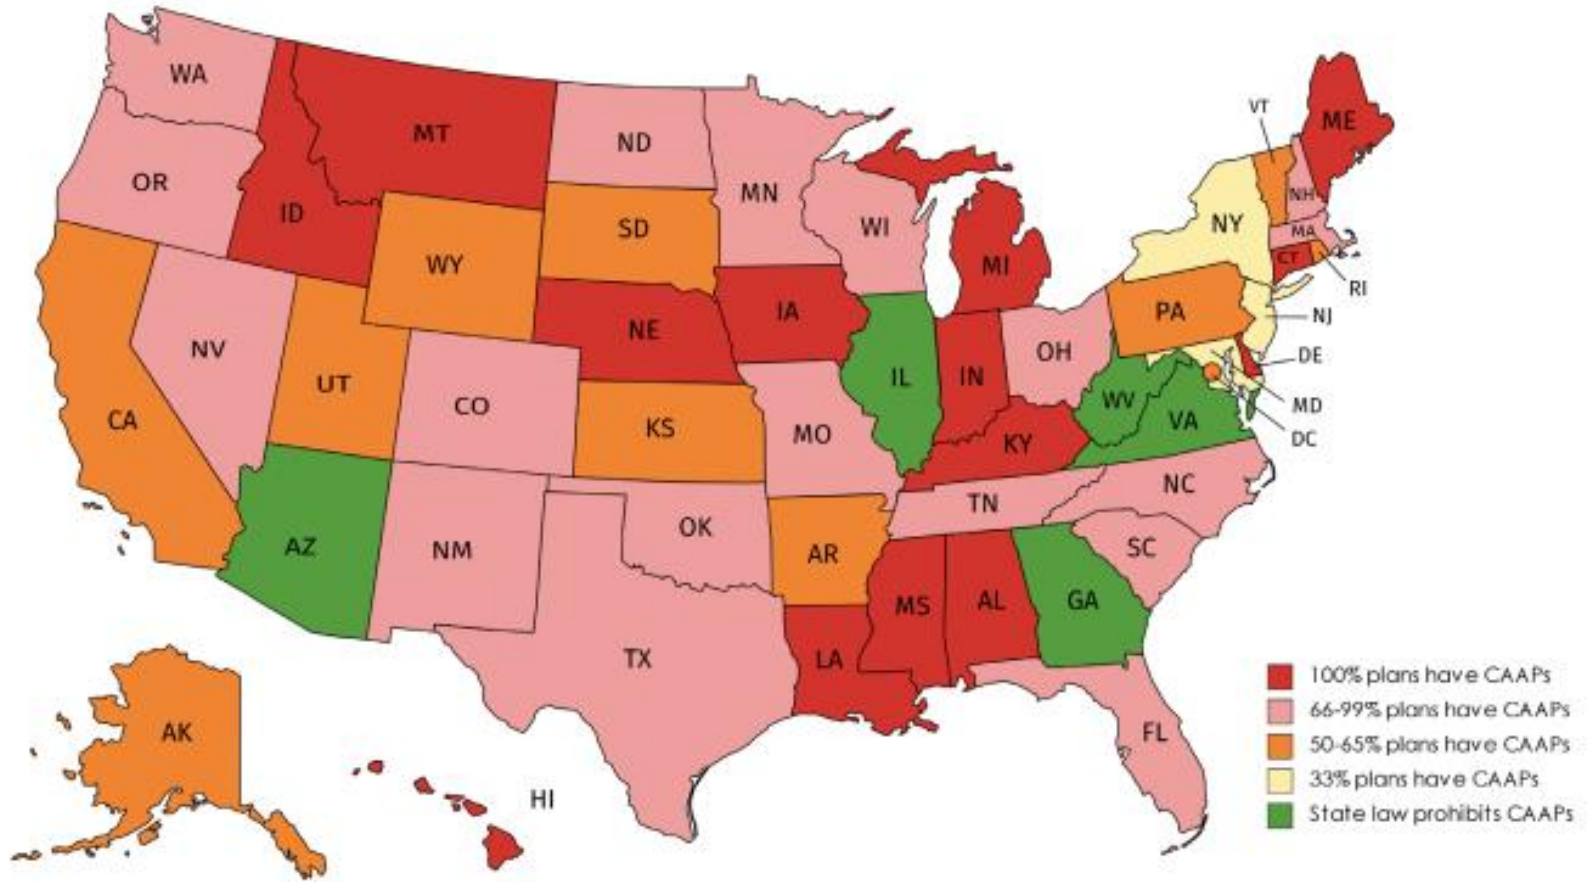 WA
MT
ND
MN
OR
ID
SD
WI
WY
MI
VT
ME
NH
NY
MA
CT
RI
NV
UT
CA
CO
NE
IA
KS
MO
IL
IN
OH
PA
NJ
DE
MD
DC
WV
VA
KY
AZ
NM
OK
AR
TN
NC
SC
MS
AL
GA
TX
LA
FL
AK
HI
100% plans have CAAPs
66-99% plans have CAAPs
50-65% plans have CAAPs
33% plans have CAAPs
State law prohibits CAAPs